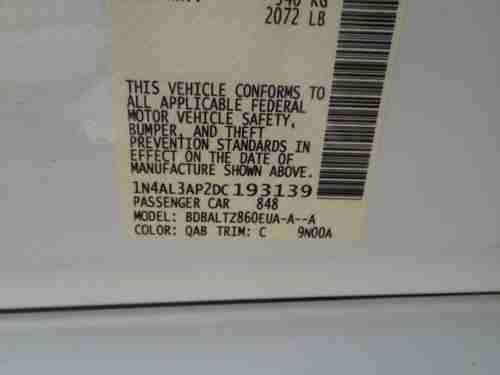 2072 LB
THIS VEHICLE CONFORMS TO
ALL APPLICABLE FEDERAL
MOTOR VEHICLE SAFETY,
BUMPER, AND THEFT
PREVENTION STANDARDS IN
EFFECT ON THE DATE OF
MANUFACTURE SHOWN ABOVE.
1N4AL3AP2DC193139
PASSENGER CAR 848
MODEL: BDBALTZ860EUA-A--A
COLOR: QAB TRIM: C 9N00A